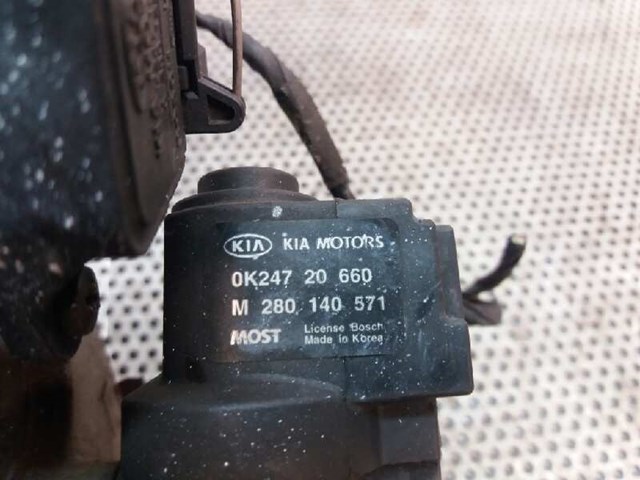 KIA KIA MOTORS
0K247 20 660
M 280 140 571
MOST License Bosch
Made in Korea